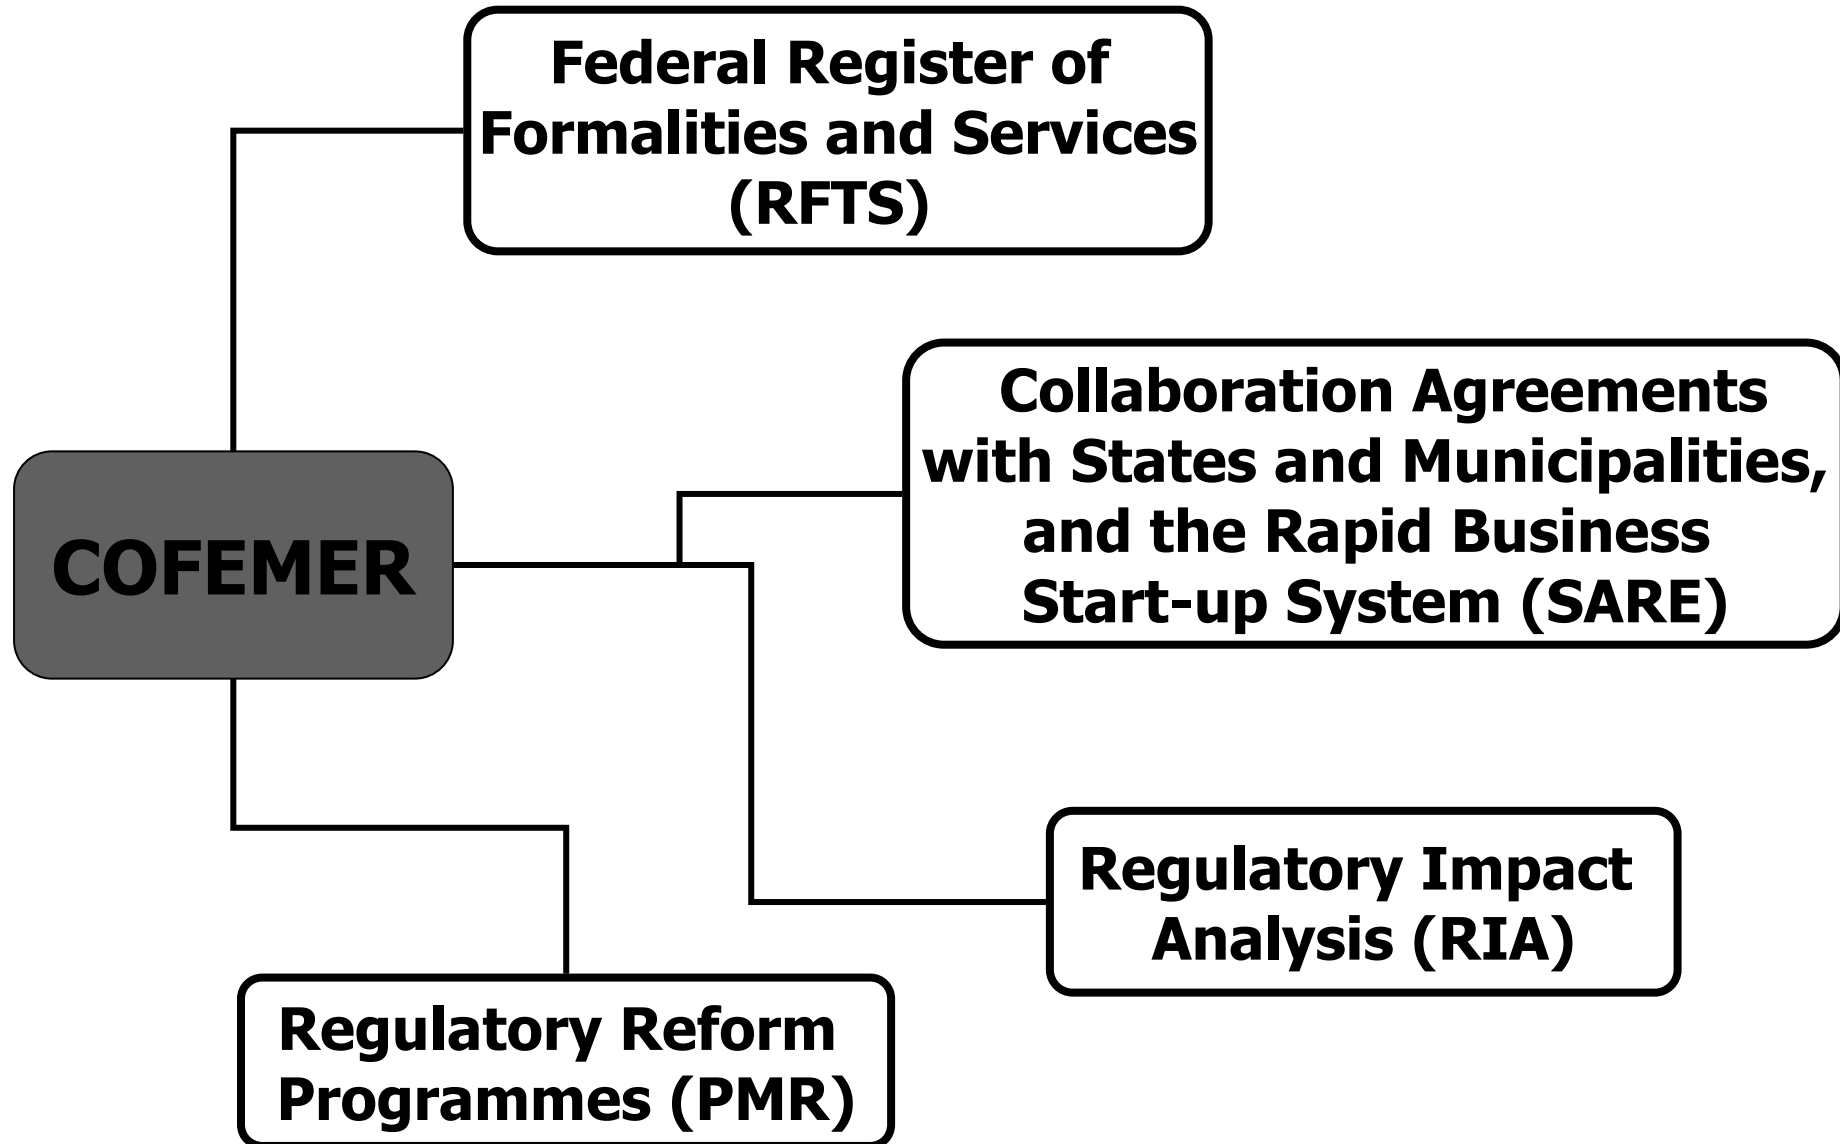 Federal Register of
Formalities and Services
(RFTS)
Collaboration Agreements
with States and Municipalities,
and the Rapid Business
Start-up System (SARE)
COFEMER
Regulatory Impact
Analysis (RIA)
Regulatory Reform
Programmes (PMR)